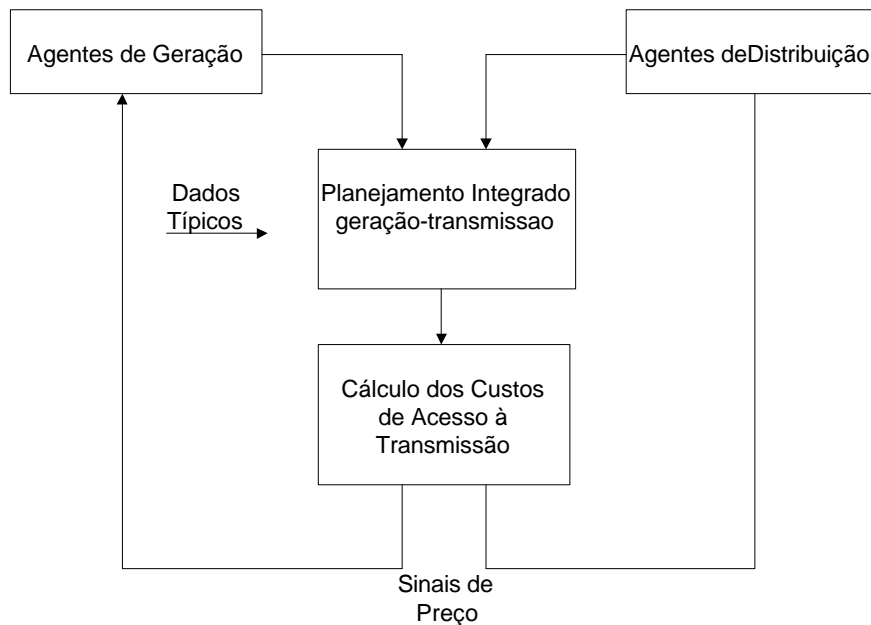 Agentes de Geração
Agentes deDistribuição
Dados
Típicos
Planejamento Integrado
geração-transmissao
Cálculo dos Custos
de Acesso à
Transmissão
Sinais de
Preço